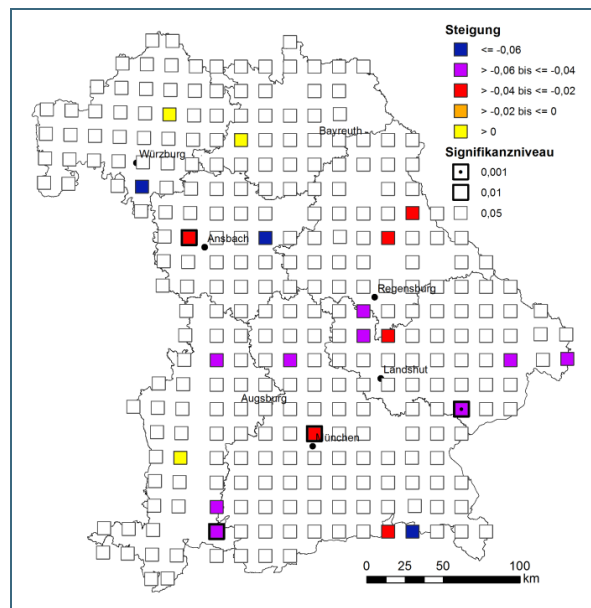 Steigung
<= -0,06
> -0,06 bis <= -0,04
> -0,04 bis <= -0,02
> -0,02 bis <= 0
> 0
Signifikanzniveau
0,001
0,01
0,05
Bayreuth
Würzburg
Ansbach
Regensburg
Landshut
Augsburg
München
0 50 100
km